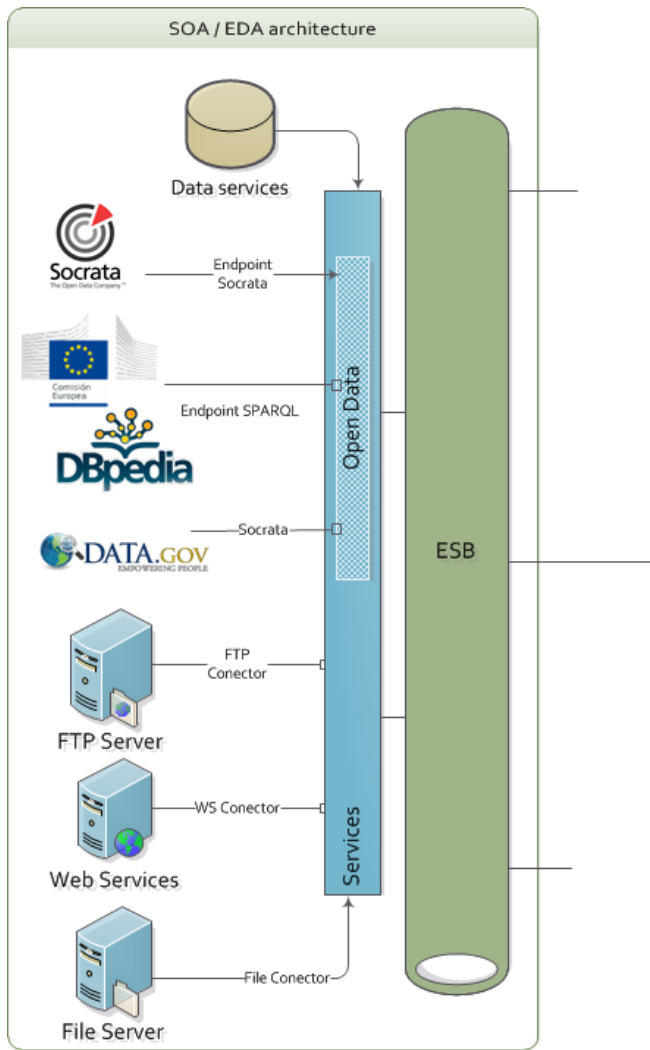 SOA / EDA architecture
Data services
Socrata
The Open Data Company™
Endpoint
Socrata
Comisión
Europea
Endpoint SPARQL
DBpedia
Open Data
Socrata
DATA.GOV
EMPOWERING PEOPLE
ESB
FTP
Conector
FTP Server
WS Conector
Services
Web Services
File Conector
File Server